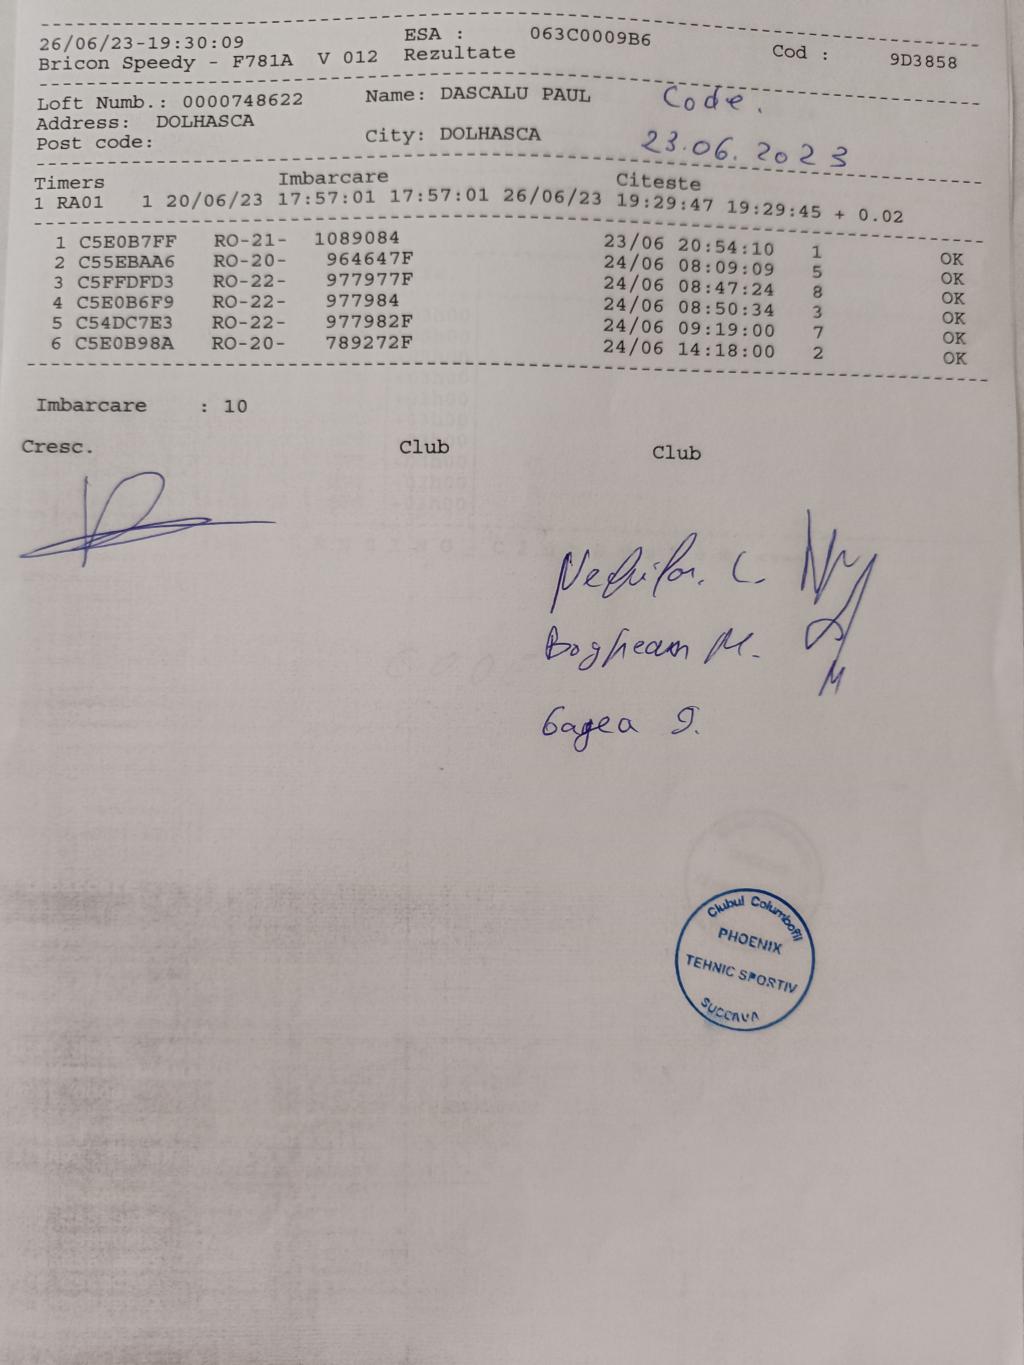 26/06/23-19:30:09 ESA : 063C0009B6 Cod : 9D3858
Bricon Speedy - F781A V 012 Rezultate
Loft Numb.: 0000748622 Name: DASCALU PAUL Code.
Address: DOLHASCA
Post code: City: DOLHASCA 23.06.2023
Timers Imbarcare Citeste
1 RA01 1 20/06/23 17:57:01 17:57:01 26/06/23 19:29:47 19:29:45 + 0.02
1 C5E0B7FF RO-21- 1089084 23/06 20:54:10 1 OK
2 C55EBAA6 RO-20- 964647F 24/06 08:09:09 5 OK
3 C5FFDFD3 RO-22- 977977F 24/06 08:47:24 8 OK
4 C5E0B6F9 RO-22- 977984 24/06 08:50:34 3 OK
5 C54DC7E3 RO-22- 977982F 24/06 09:19:00 7 OK
6 C5E0B98A RO-20- 789272F 24/06 14:18:00 2 OK
Imbarcare : 10
Cresc. Club Club
C.
M.
Clubul Columbofil
PHOENIX
TEHNIC SPORTIV
SUCEAVA